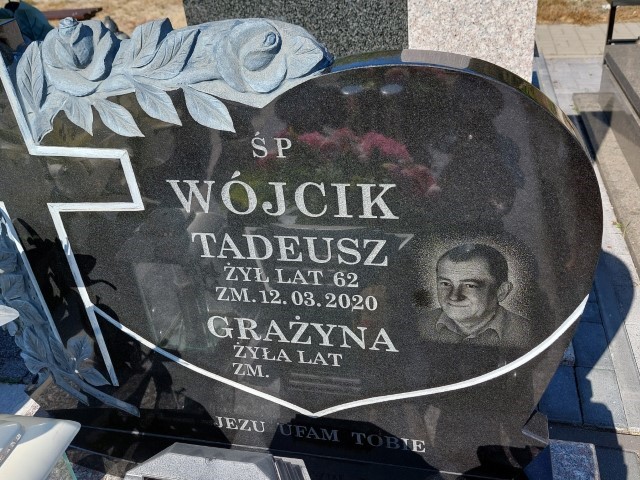 ŚP
WÓJCIK
TADEUSZ
ŻYŁ LAT 62
ZM. 12.03.2020
GRAŻYNA
ŻYŁA LAT
ZM.
JEZU UFAM TOBIE